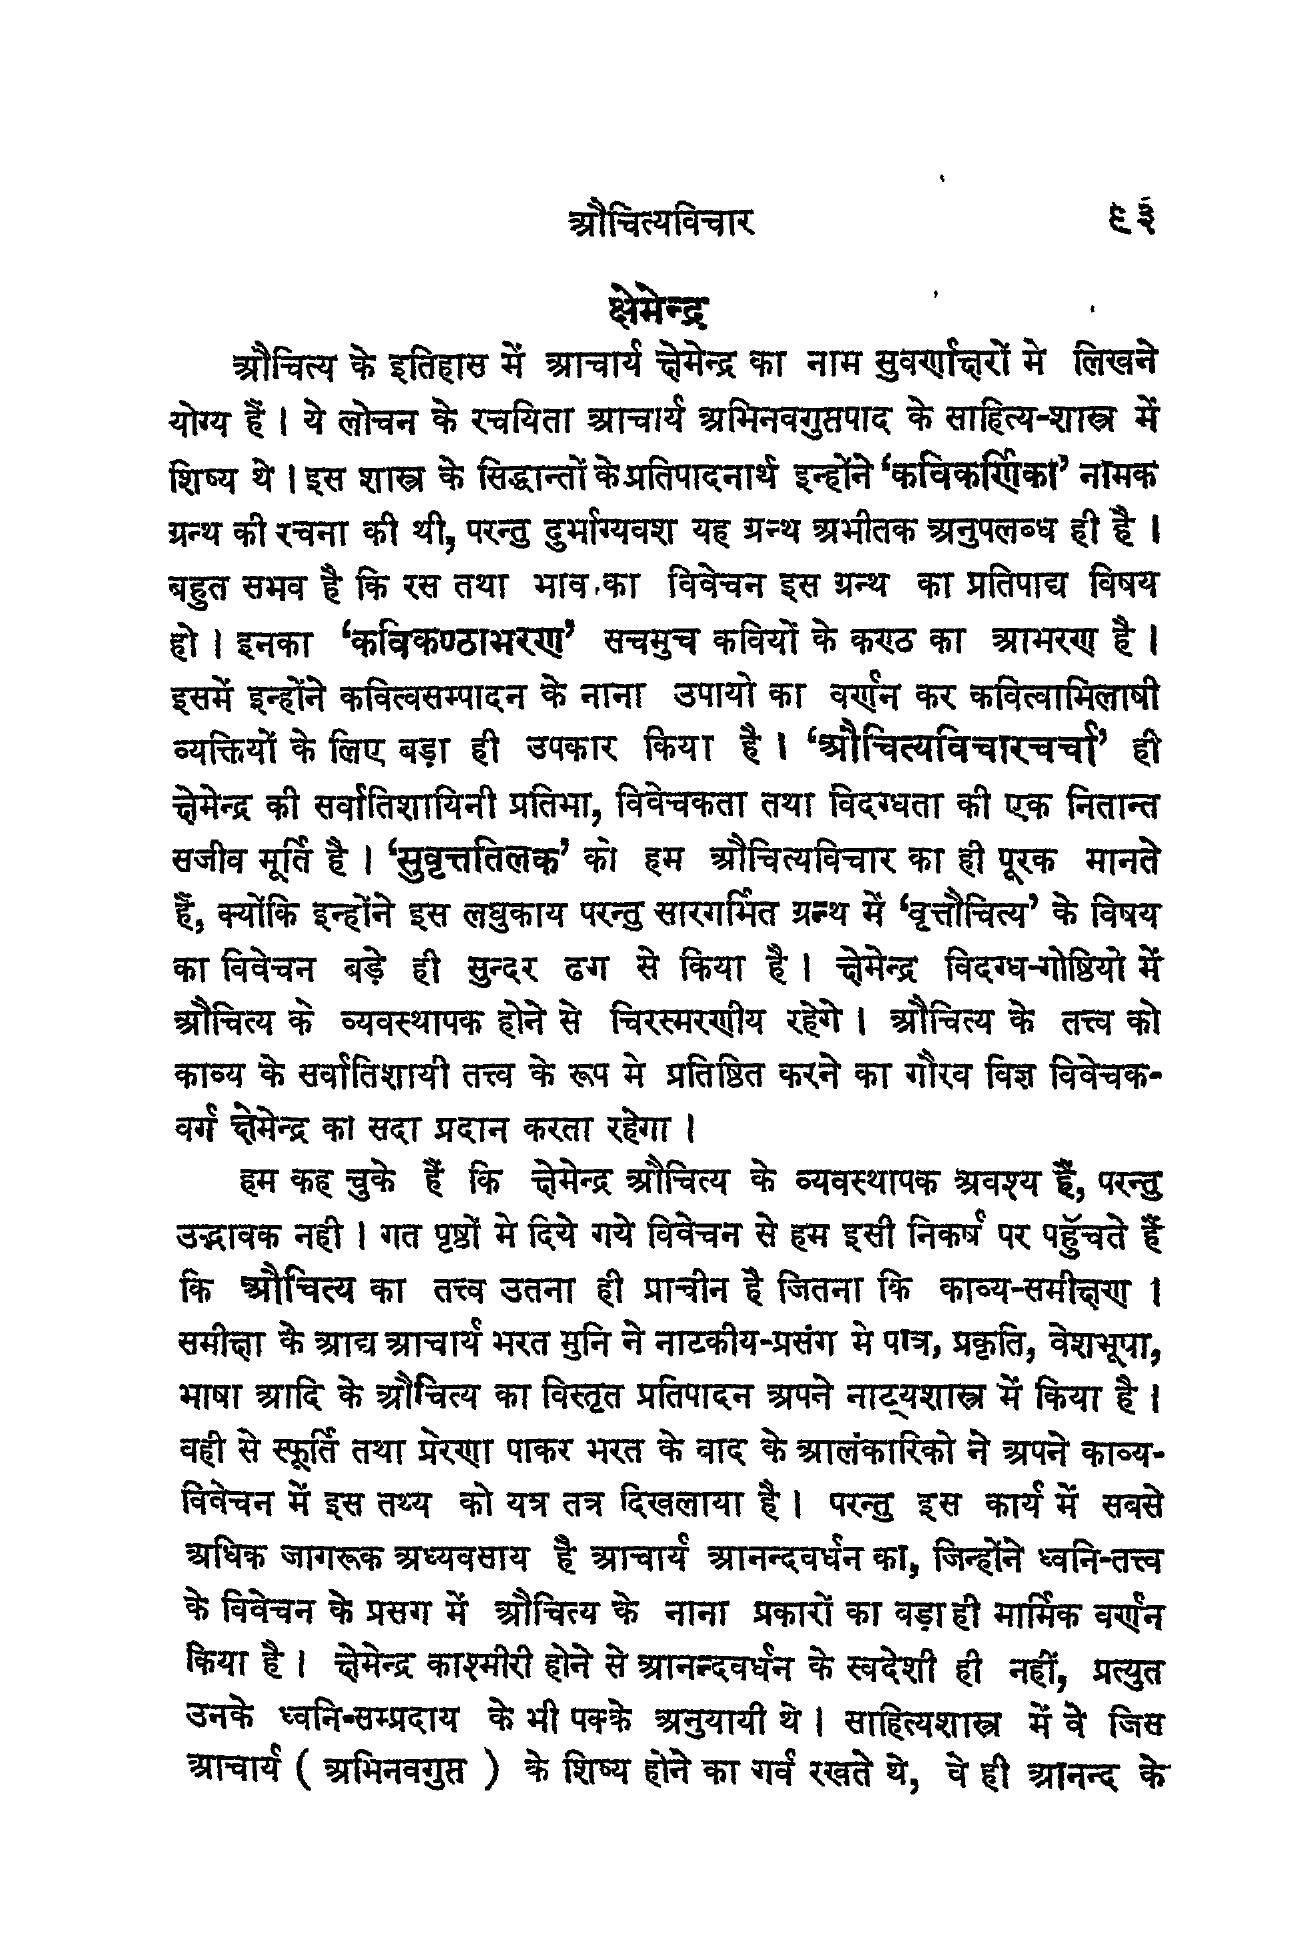 औचित्यविचार ९३
क्षेमेन्द्र
औचित्य के इतिहास में आचार्य क्षेमेन्द्र का नाम सुवर्णाक्षरों मे लिखने
योग्य हैं । ये लोचन के रचयिता आचार्य अभिनवगुप्तपाद के साहित्य-शास्त्र में
शिष्य थे । इस शास्त्र के सिद्धान्तों के प्रतिपादनार्थ इन्होंने ‘कविकर्णिका’ नामक
ग्रन्थ की रचना की थी, परन्तु दुर्भाग्यवश यह ग्रन्थ अभीतक अनुपलब्ध ही है ।
बहुत सभव है कि रस तथा भाव का विवेचन इस ग्रन्थ का प्रतिपाद्य विषय
हो । इनका ‘कविकण्ठाभरण’ सचमुच कवियों के कण्ठ का आभरण है ।
इसमें इन्होंने कवित्वसम्पादन के नाना उपायो का वर्णन कर कवित्वाभिलाषी
व्यक्तियों के लिए बड़ा ही उपकार किया है । ‘औचित्यविचारचर्चा’ ही
क्षेमेन्द्र की सर्वातिशायिनी प्रतिभा, विवेचकता तथा विदग्धता की एक नितान्त
सजीव मूर्ति है । ‘सुवृत्ततिलक’ को हम औचित्यविचार का ही पूरक मानते
हैं, क्योंकि इन्होंने इस लघुकाय परन्तु सारगर्भित ग्रन्थ में ‘वृत्तौचित्य’ के विषय
का विवेचन बड़े ही सुन्दर ढग से किया है । क्षेमेन्द्र विदग्ध-गोष्ठियो में
औचित्य के व्यवस्थापक होने से चिरस्मरणीय रहेगे । औचित्य के तत्त्व को
काव्य के सर्वातिशायी तत्त्व के रूप मे प्रतिष्ठित करने का गौरव विज्ञ विवेचक-
वर्ग क्षेमेन्द्र का सदा प्रदान करता रहेगा ।
हम कह चुके हैं कि क्षेमेन्द्र औचित्य के व्यवस्थापक अवश्य हैं, परन्तु
उद्भावक नही । गत पृष्ठों मे दिये गये विवेचन से हम इसी निकर्ष पर पहुँचते हैं
कि औचित्य का तत्त्व उतना ही प्राचीन है जितना कि काव्य-समीक्षण ।
समीक्षा के आद्य आचार्य भरत मुनि ने नाटकीय-प्रसंग मे पात्र, प्रकृति, वेशभूषा,
भाषा आदि के औचित्य का विस्तृत प्रतिपादन अपने नाट्यशास्त्र में किया है ।
वही से स्फूर्ति तथा प्रेरणा पाकर भरत के बाद के आलंकारिको ने अपने काव्य-
विवेचन में इस तथ्य को यत्र तत्र दिखलाया है । परन्तु इस कार्य में सबसे
अधिक जागरूक अध्यवसाय है आचार्य आनन्दवर्धन का, जिन्होंने ध्वनि-तत्त्व
के विवेचन के प्रसग में औचित्य के नाना प्रकारों का बड़ा ही मार्मिक वर्णन
किया है । क्षेमेन्द्र काश्मीरी होने से आनन्दवर्धन के स्वदेशी ही नहीं, प्रत्युत
उनके ध्वनि-सम्प्रदाय के भी पक्के अनुयायी थे । साहित्यशास्त्र में वे जिस
आचार्य ( अभिनवगुप्त ) के शिष्य होने का गर्व रखते थे, वे ही आनन्द के